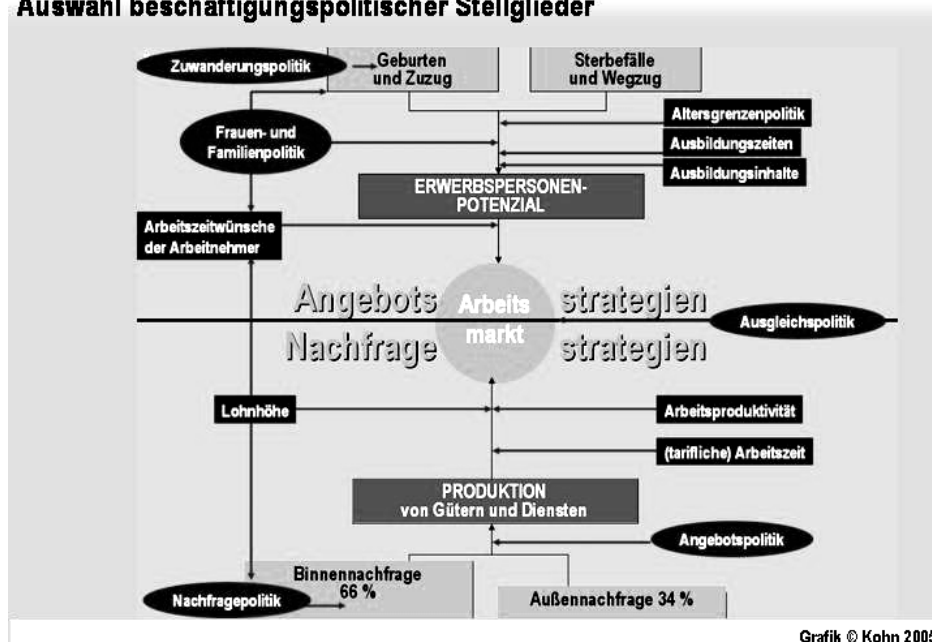 Auswahl beschäftigungspolitischer Stellglieder
Zuwanderungspolitik
Geburten
und Zuzug
Sterbefälle
und Wegzug
Frauen- und
Familienpolitik
Altersgrenzenpolitik
Ausbildungszeiten
Ausbildungsinhalte
ERWERBSPERSONEN-
POTENZIAL
Arbeitszeitwünsche
der Arbeitnehmer
Angebots Arbeits strategien
Nachfrage markt strategien
Ausgleichspolitik
Lohnhöhe
Arbeitsproduktivität
(tarifliche) Arbeitszeit
PRODUKTION
von Gütern und Diensten
Angebotspolitik
Binnennachfrage
66 %
Nachfragepolitik
Außennachfrage 34 %
Grafik © Kohn